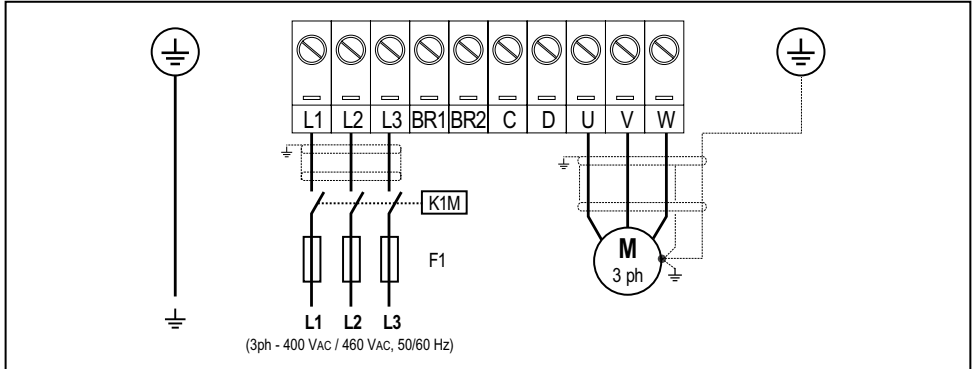 L1 L2 L3 BR1 BR2 C D U V W
K1M
F1
M
3 ph
L1 L2 L3
(3ph - 400 VAC / 460 VAC, 50/60 Hz)